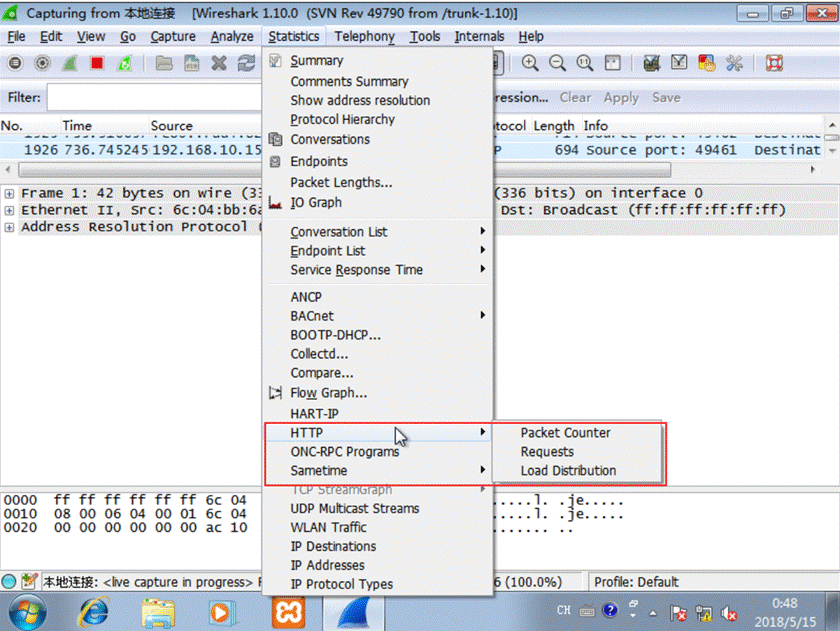 Capturing from 本地连接 [Wireshark 1.10.0 (SVN Rev 49790 from /trunk-1.10)]
File Edit View Go Capture Analyze Statistics Telephony Tools Internals Help
Filter: ression... Clear Apply Save
No. Time Source tocol Length Info
1926 736.745245 192.168.10.15 P 694 Source port: 49461 Destinat
Frame 1: 42 bytes on wire (33 (336 bits) on interface 0
Ethernet II, Src: 6c:04:bb:6a Dst: Broadcast (ff:ff:ff:ff:ff:ff)
Address Resolution Protocol (
Summary
Comments Summary
Show address resolution
Protocol Hierarchy
Conversations
Endpoints
Packet Lengths...
IO Graph
Conversation List
Endpoint List
Service Response Time
ANCP
BACnet
BOOTP-DHCP...
Collectd...
Compare...
Flow Graph...
HART-IP
HTTP
ONC-RPC Programs
Sametime
TCP StreamGraph
UDP Multicast Streams
WLAN Traffic
IP Destinations
IP Addresses
IP Protocol Types
Packet Counter
Requests
Load Distribution
0000 ff ff ff ff ff ff 6c 04 .....l. .je.....
0010 08 00 06 04 00 01 6c 04 .....l. .je.....
0020 00 00 00 00 00 00 ac 10 ....... ..
本地连接: <live capture in progress> F 6 (100.0%) Profile: Default
CH
0:48
2018/5/15